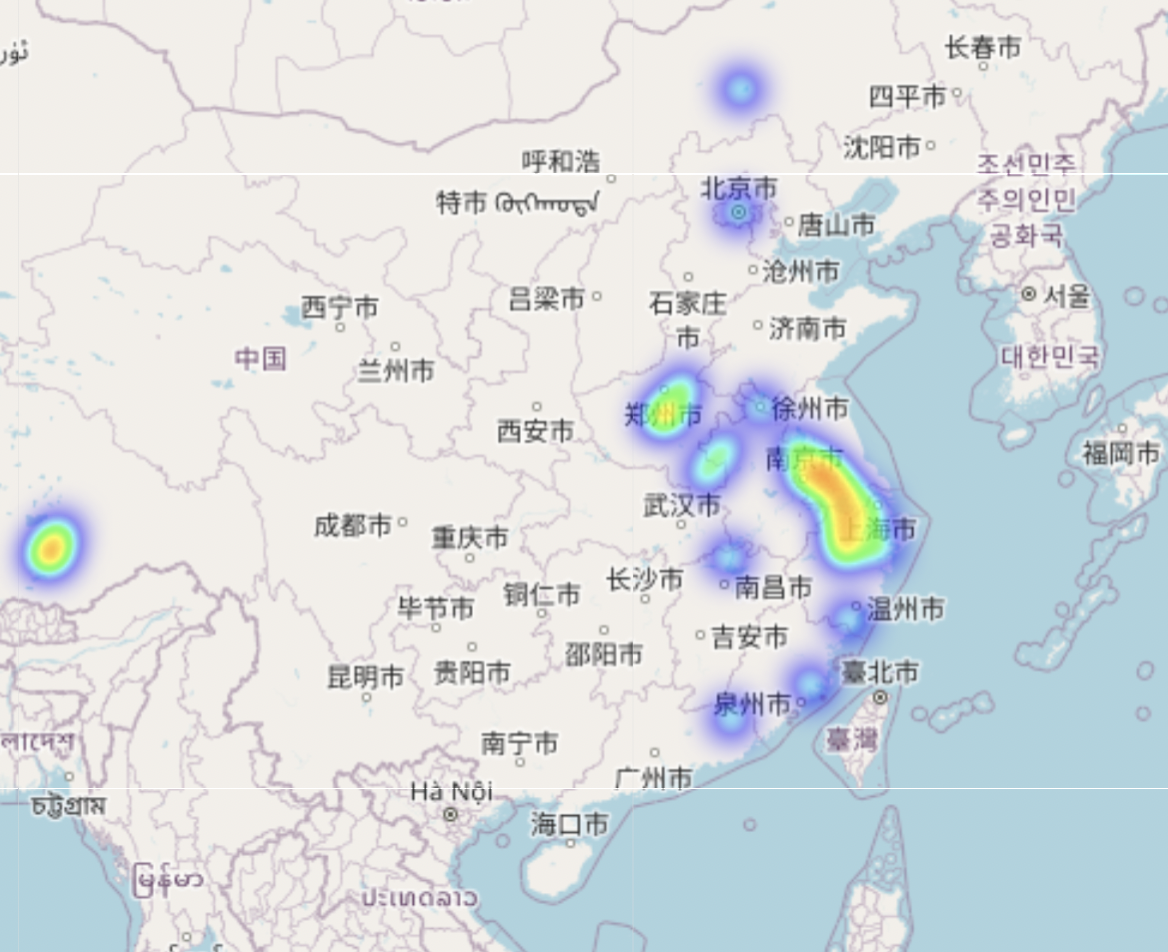 长春市
四平市
沈阳市
呼和浩
特市
조선민주
주의인민
공화국
北京市
唐山市
沧州市
서울
吕梁市
石家庄
市
西宁市
济南市
대한민국
中国
兰州市
郑州市
徐州市
西安市
福冈市
南京市
武汉市
成都市
上海市
重庆市
长沙市
南昌市
铜仁市
毕节市
温州市
吉安市
邵阳市
臺北市
贵阳市
昆明市
泉州市
臺灣
南宁市
广州市
Hà Nội
চট্টগ্রাম
海口市
မြန်မာ
ປະເທດລາວ